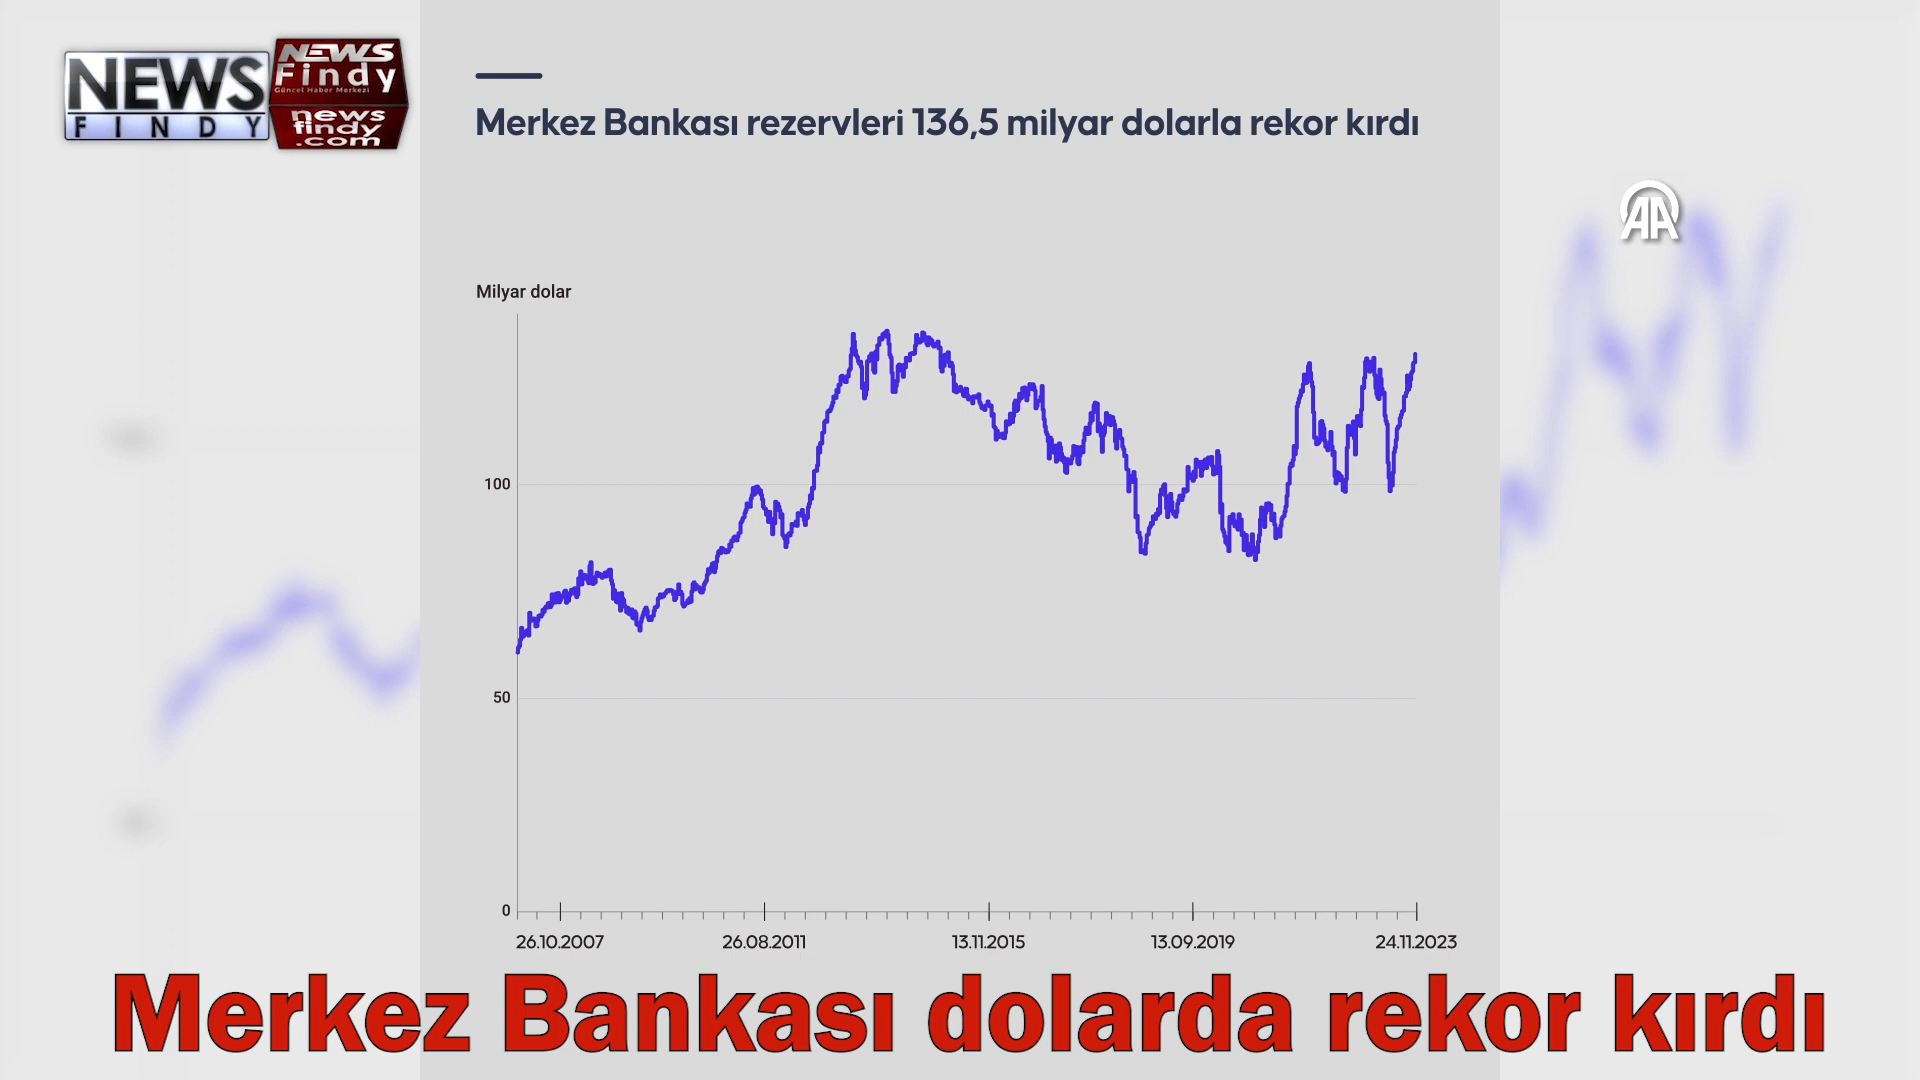 NEWS
FINDY
NEWS
Findy
Güncel Haber Merkezi
news
findy
.com
Merkez Bankası rezervleri 136,5 milyar dolarla rekor kırdı
AA
Milyar dolar
100
50
0
26.10.2007 26.08.2011 13.11.2015 13.09.2019 24.11.2023
Merkez Bankası dolarda rekor kırdı